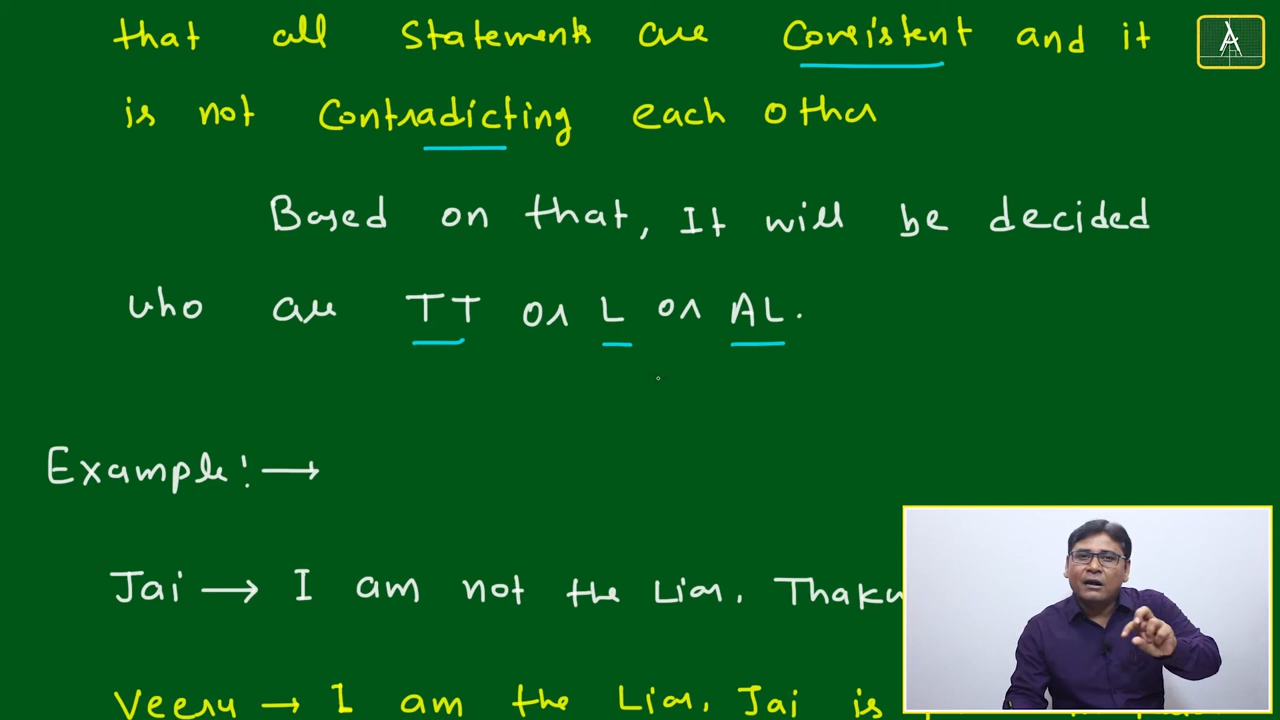 that all Statements are Consistent and it
is not Contradicting each other
Based on that, It will be decided
who are TT or L or AL.
Example:→
Jai → I am not the Liar. Thaku
Veeru → I am the Liar. Jai is